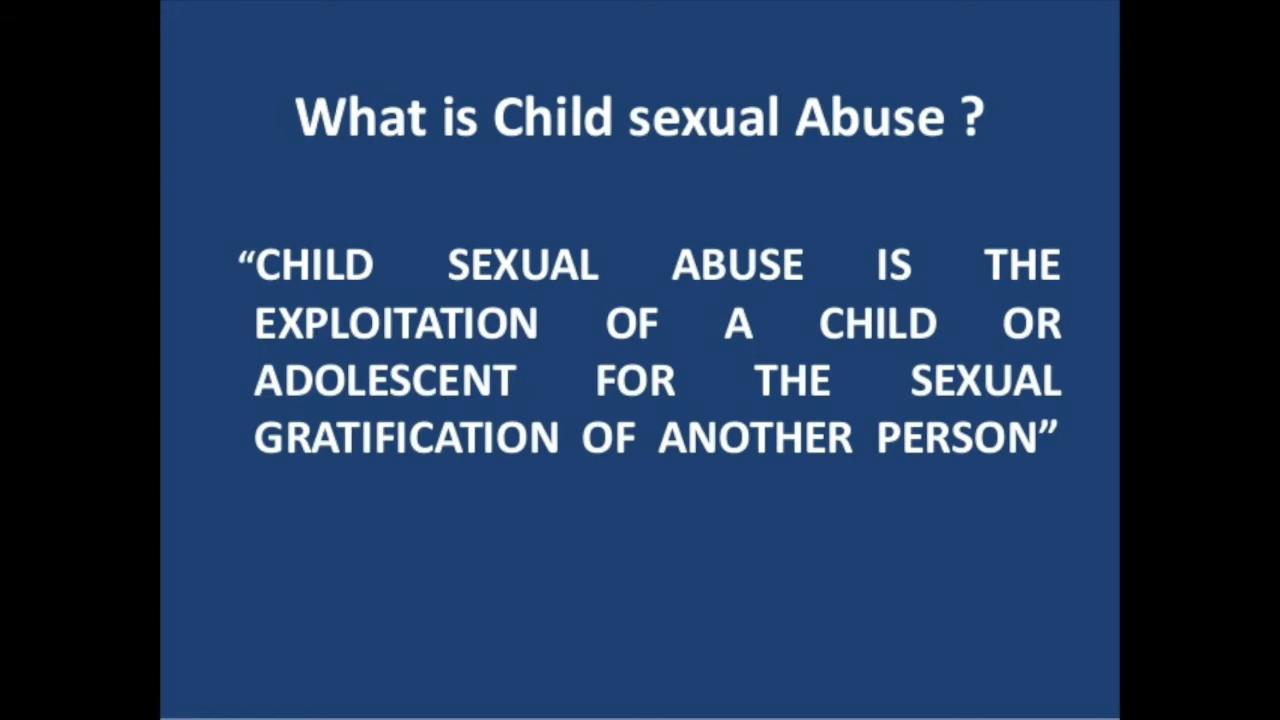 What is Child sexual Abuse ?
“CHILD SEXUAL ABUSE IS THE
EXPLOITATION OF A CHILD OR
ADOLESCENT FOR THE SEXUAL
GRATIFICATION OF ANOTHER PERSON”